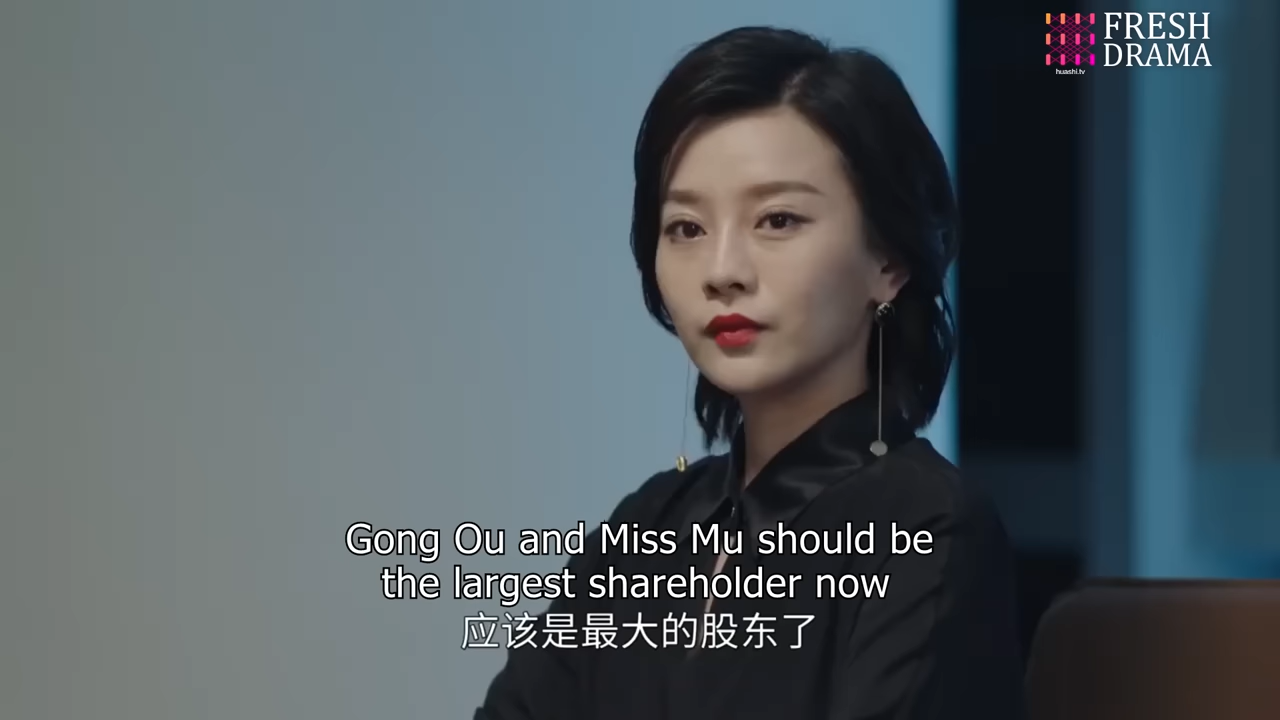 FRESH
DRAMA
huashi.tv
Gong Ou and Miss Mu should be
the largest shareholder now
应该是最大的股东了